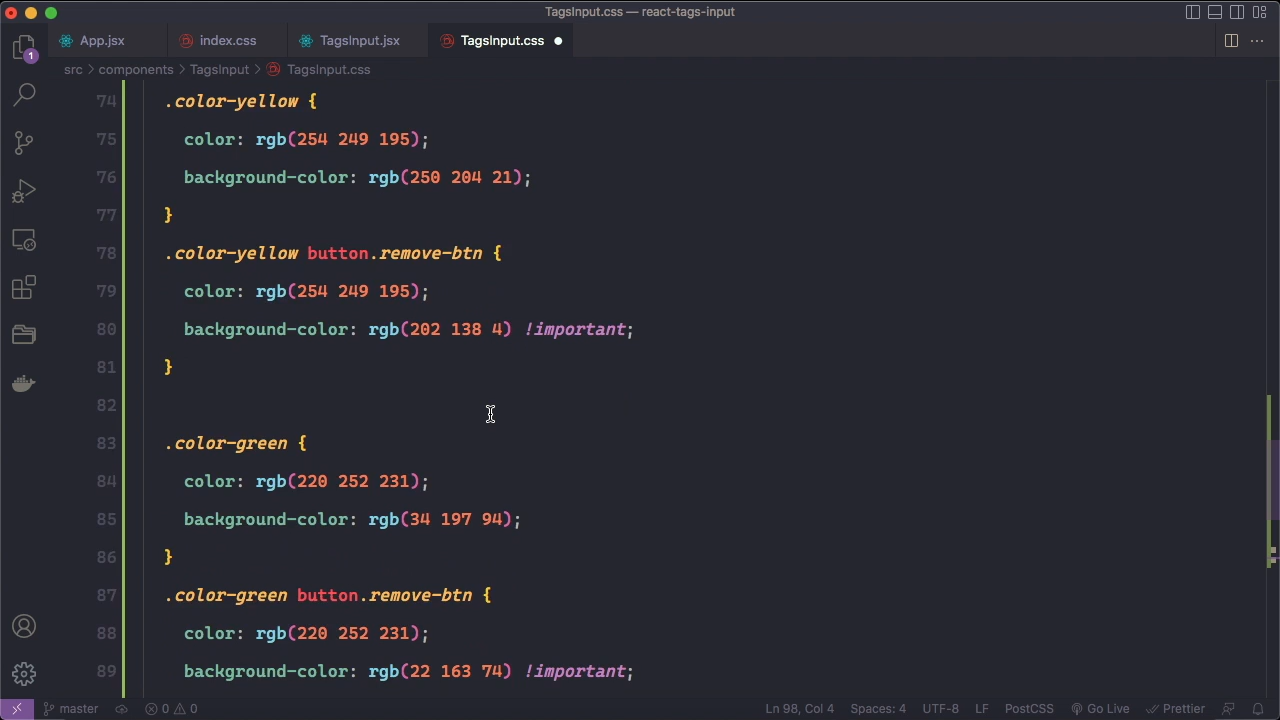 TagsInput.css — react-tags-input
App.jsx
index.css
TagsInput.jsx
TagsInput.css
1
src > components > TagsInput > TagsInput.css
74 .color-yellow {
75 color: rgb(254 249 195);
76 background-color: rgb(250 204 21);
77 }
78 .color-yellow button.remove-btn {
79 color: rgb(254 249 195);
80 background-color: rgb(202 138 4) !important;
81 }
82
83 .color-green {
84 color: rgb(220 252 231);
85 background-color: rgb(34 197 94);
86 }
87 .color-green button.remove-btn {
88 color: rgb(220 252 231);
89 background-color: rgb(22 163 74) !important;
master 0 0 Ln 98, Col 4 Spaces: 4 UTF-8 LF PostCSS Go Live Prettier